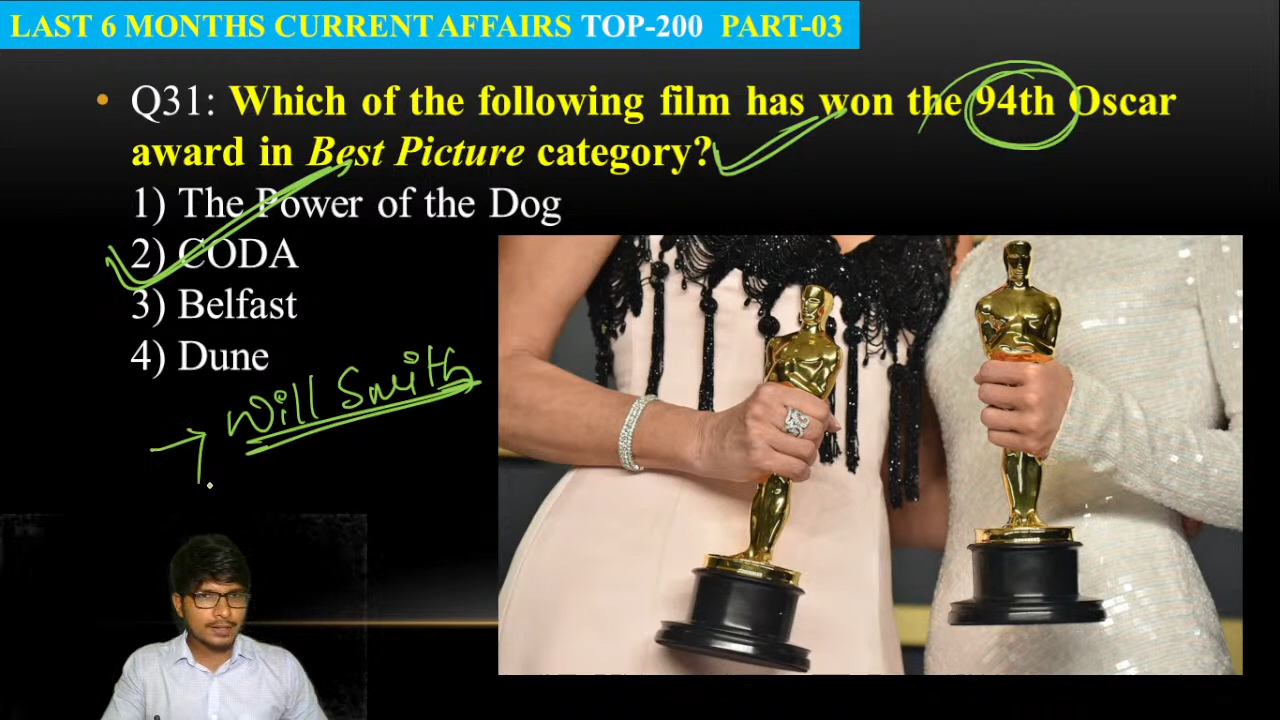 LAST 6 MONTHS CURRENT AFFAIRS TOP-200 PART-03
• Q31: Which of the following film has won the 94th Oscar
award in Best Picture category?
1) The Power of the Dog
2) CODA
3) Belfast
4) Dune
Will Smith